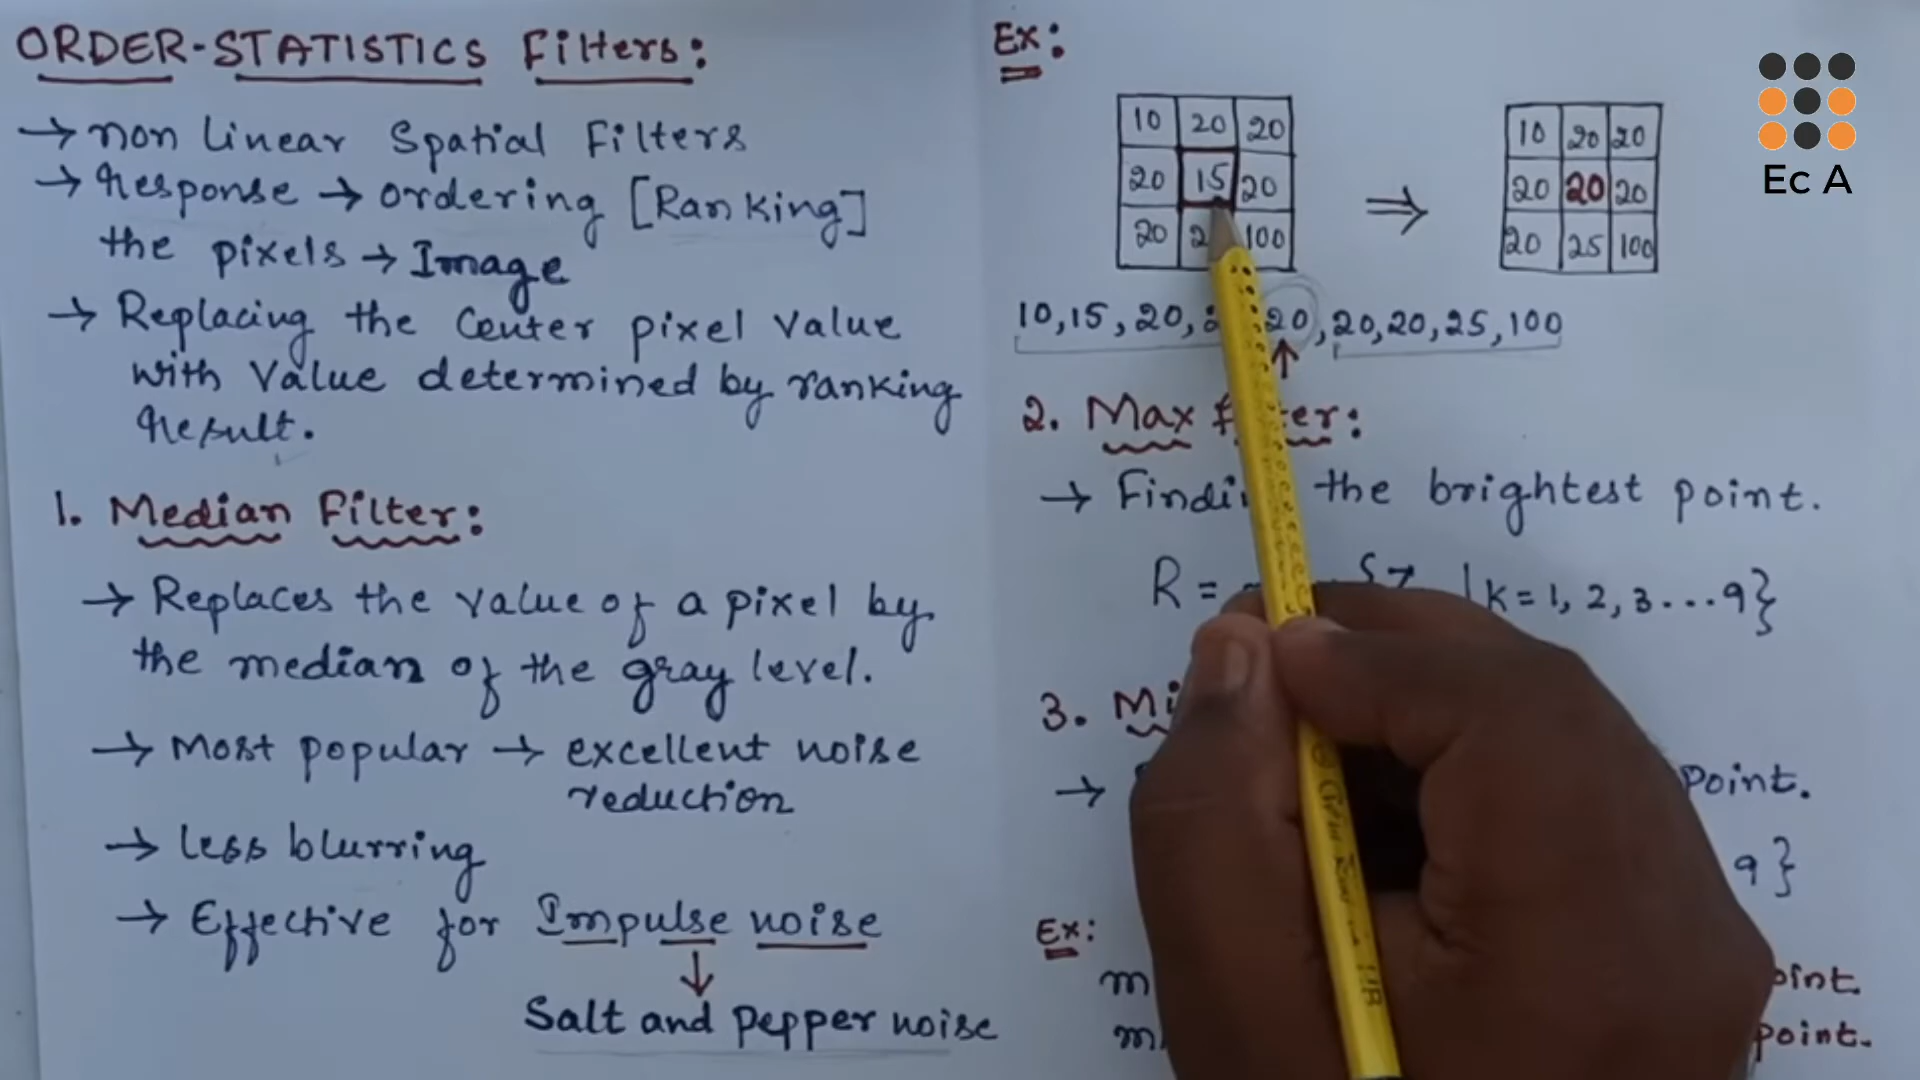 ORDER-STATISTICS Filters:
→ non Linear Spatial Filters
→ Response → ordering [Ranking]
the pixels → Image
→ Replacing the Center pixel Value
with Value determined by ranking
Result.
1. Median Filter:
→ Replaces the value of a pixel by
the median of the gray level.
→ Most popular → excellent noise
reduction
→ less blurring
→ Effective for Impulse noise
↓
Salt and pepper noise
Ex:
10 20 20
20 15 20
20 100
⇒
10 20 20
20 20 20
20 25 100
10, 15, 20, 20, 20, 20, 25, 100
↑
2. Max
→ the brightest point.
R = | k = 1, 2, 3 ... 9}
3.
→ point.
9}
Ex:
point.
point.
Ec A